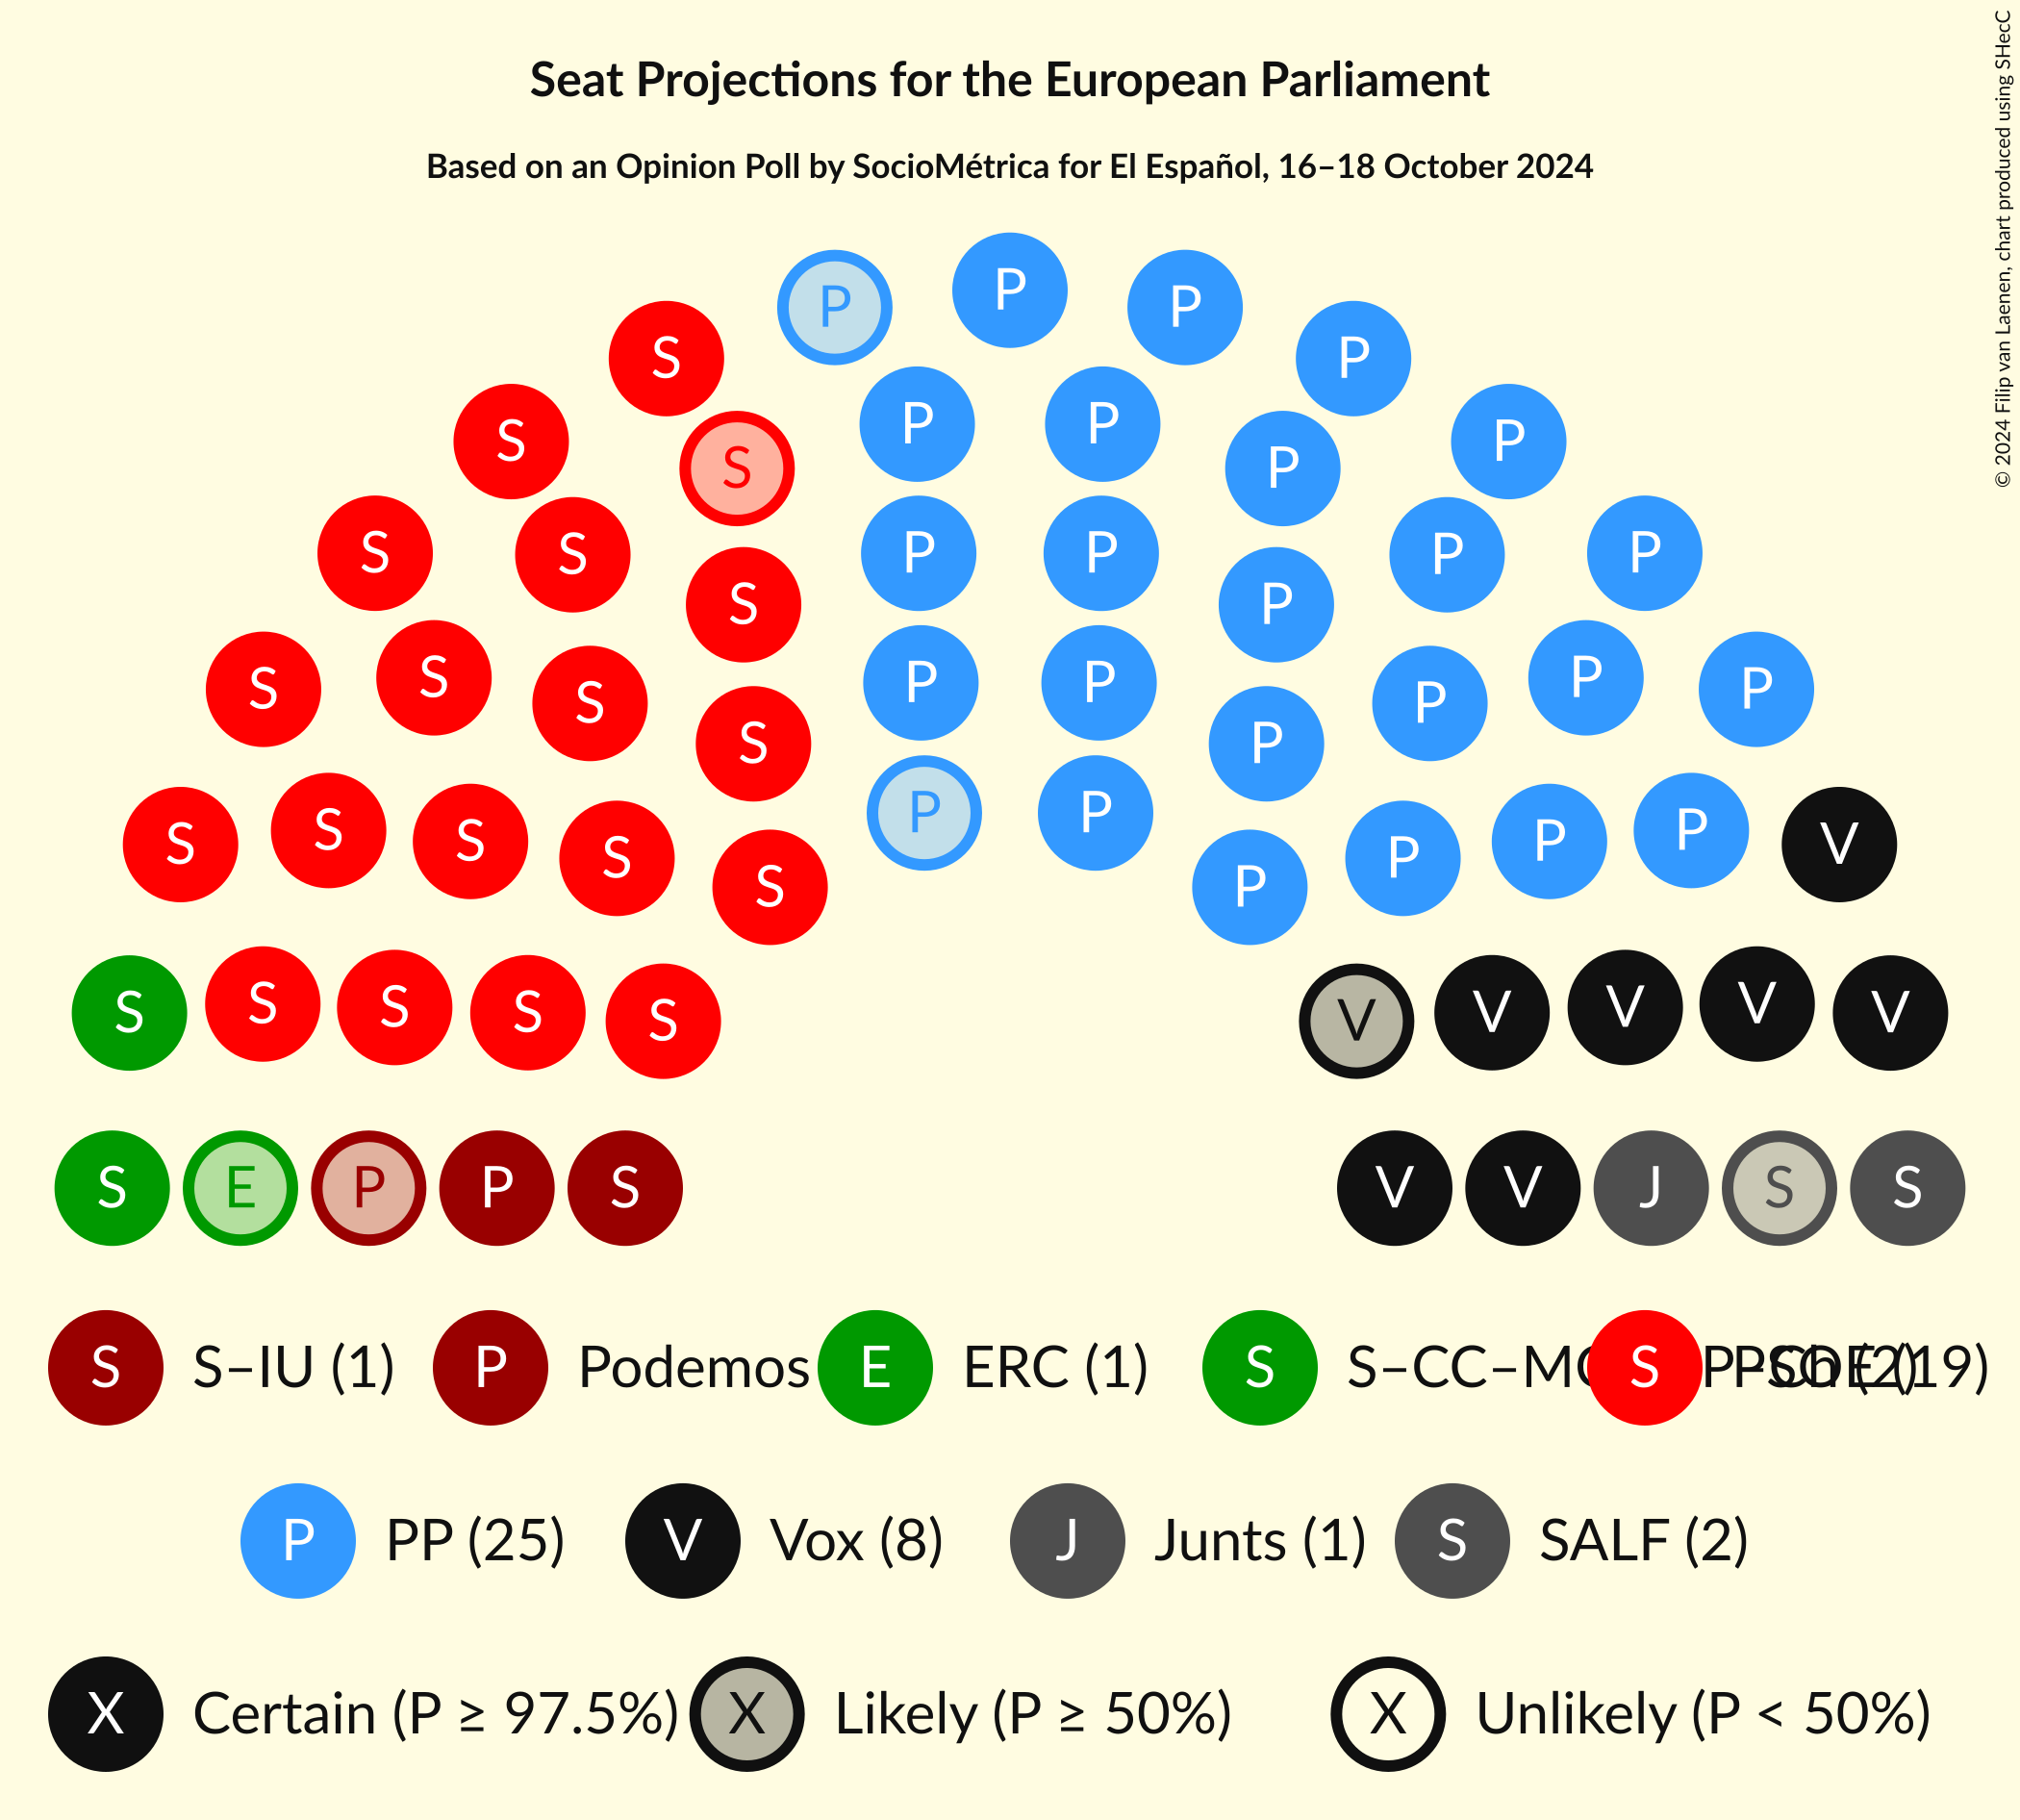 Seat Projections for the European Parliament
Based on an Opinion Poll by SocioMétrica for El Español, 16–18 October 2024
© 2024 Filip van Laenen, chart produced using SHecC
P
P P
S P
S P P P
S P P P
S S P P P P P
S S P P
S S S P P P P
S P P S P
S P
S S S S P P P P V
S P
S S S S S V V V V V
S E P P S V V J S S
S S–IU (1) P Podemos E ERC (1) S S S PSOE (19)
P PP (25) V Vox (8) J Junts (1) S SALF (2)
X Certain (P ≥ 97.5%) X Likely (P ≥ 50%) X Unlikely (P < 50%)